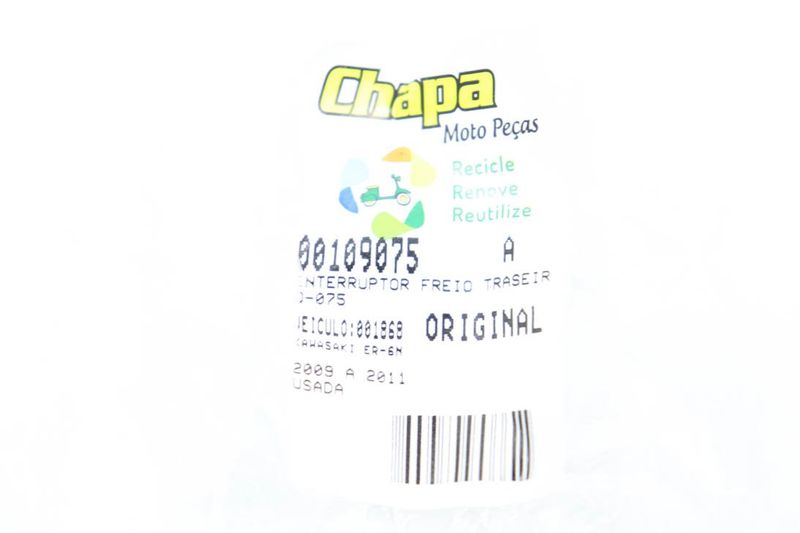 Chapa
Moto Peças
Recicle
Renove
Reutilize
00109075 A
INTERRUPTOR FREIO TRASEIR
O-075
VEICULO:001868 ORIGINAL
KAWASAKI ER-6N
2009 A 2011
USADA